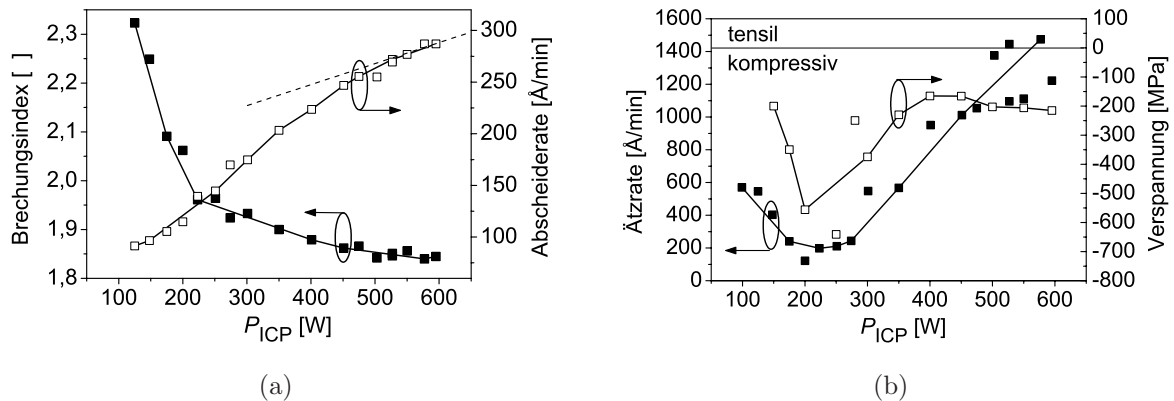 2,3
2,2
2,1
2,0
1,9
1,8
Brechungsindex [ ]
100 200 300 400 500 600
P_ICP [W]
300
250
200
150
100
50
Abscheiderate [Å/min]
(a)
1600
1400
1200
1000
800
600
400
200
0
Ätzrate [Å/min]
tensil
kompressiv
100 200 300 400 500 600
P_ICP [W]
100
0
-100
-200
-300
-400
-500
-600
-700
-800
Verspannung [MPa]
(b)